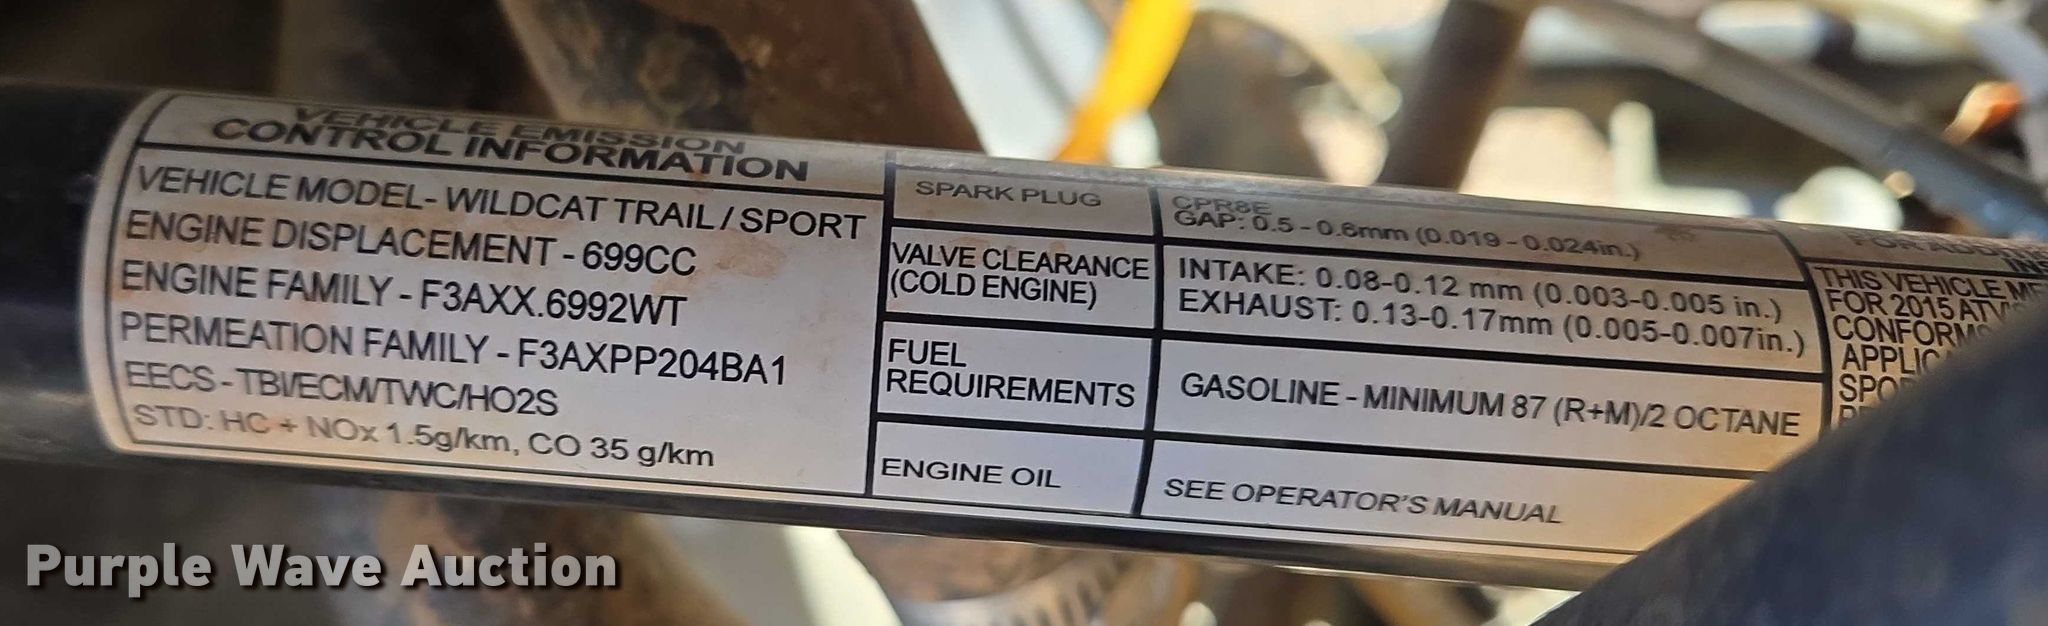 VEHICLE EMISSION
CONTROL INFORMATION
VEHICLE MODEL- WILDCAT TRAIL / SPORT
ENGINE DISPLACEMENT - 699CC
ENGINE FAMILY - F3AXX.6992WT
PERMEATION FAMILY - F3AXPP204BA1
EECS - TBI/ECM/TWC/HO2S
STD: HC + NOx 1.5g/km, CO 35 g/km
SPARK PLUG
CPR8E
GAP: 0.5 - 0.6mm (0.019 - 0.024in.)
VALVE CLEARANCE
(COLD ENGINE)
INTAKE: 0.08-0.12 mm (0.003-0.005 in.)
EXHAUST: 0.13-0.17mm (0.005-0.007in.)
FUEL
REQUIREMENTS
GASOLINE - MINIMUM 87 (R+M)/2 OCTANE
ENGINE OIL
SEE OPERATOR'S MANUAL
THIS VEHICLE
FOR 2015
Purple Wave Auction